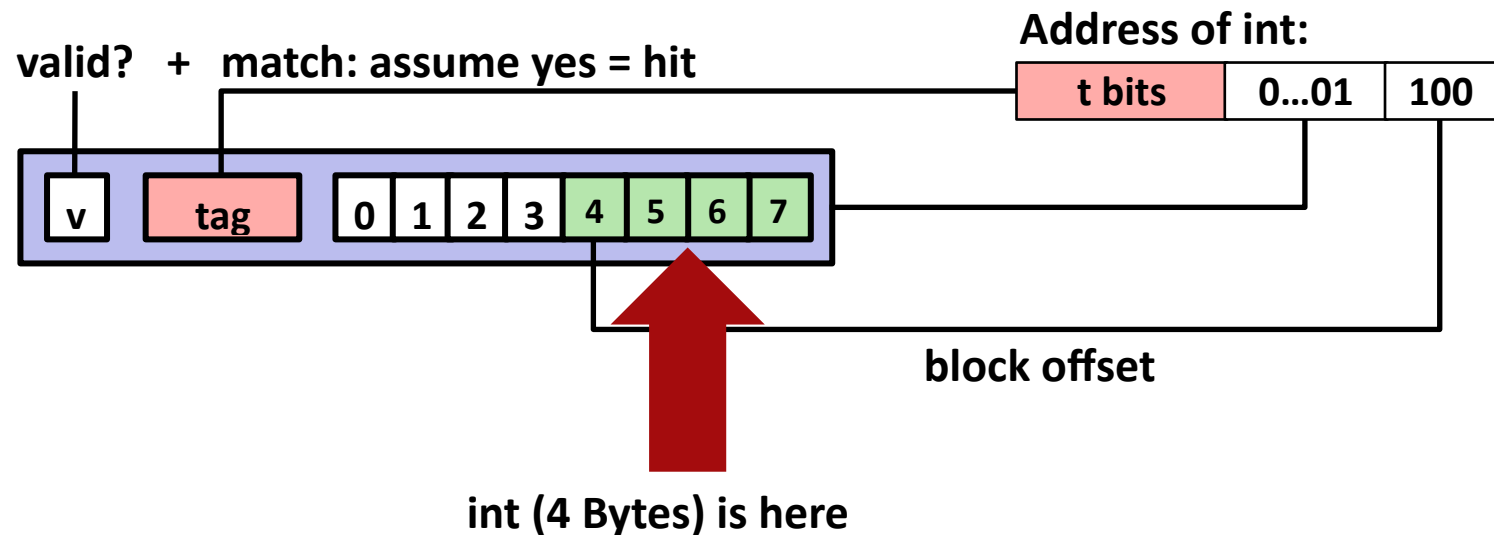 Address of int:
valid? + match: assume yes = hit
t bits 0...01 100
v tag 0 1 2 3 4 5 6 7
block offset
int (4 Bytes) is here